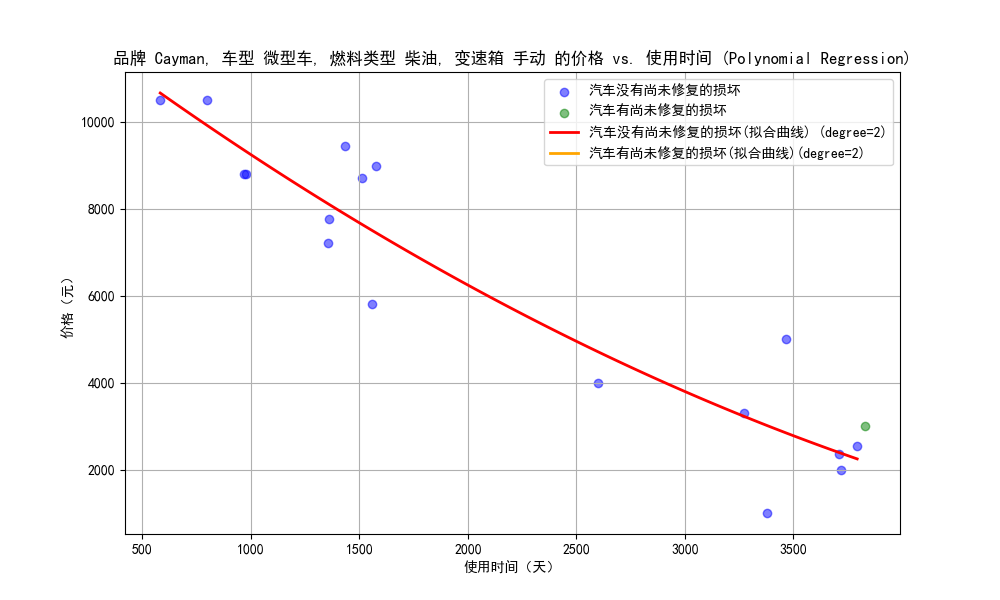 品牌 Cayman, 车型 微型车, 燃料类型 柴油, 变速箱 手动 的价格 vs. 使用时间 (Polynomial Regression)
汽车没有尚未修复的损坏
汽车有尚未修复的损坏
汽车没有尚未修复的损坏(拟合曲线) (degree=2)
汽车有尚未修复的损坏(拟合曲线)(degree=2)
价格（元）
10000
8000
6000
4000
2000
500
1000
1500
2000
2500
3000
3500
使用时间（天）